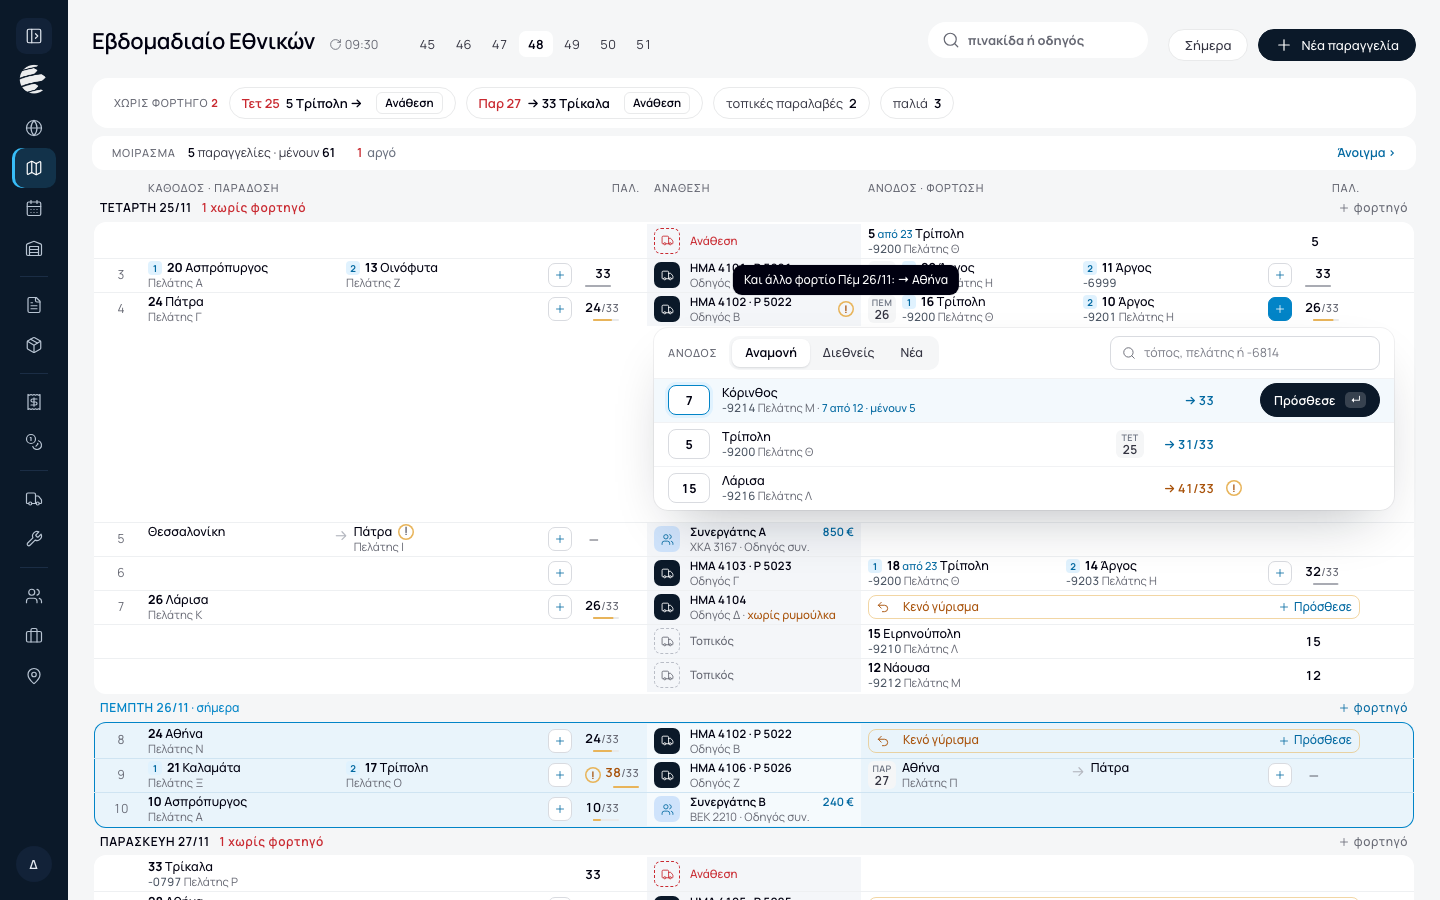 Εβδομαδιαίο Εθνικών
09:30
45 46 47 48 49 50 51
πινακίδα ή οδηγός
Σήμερα
Νέα παραγγελία
ΧΩΡΙΣ ΦΟΡΤΗΓΟ 2
Τετ 25 5 Τρίπολη → Ανάθεση
Παρ 27 → 33 Τρίκαλα Ανάθεση
τοπικές παραλαβές 2
παλιά 3
ΜΟΙΡΑΣΜΑ 5 παραγγελίες · μένουν 61 1 αργό
Άνοιγμα ›
ΚΑΘΟΔΟΣ · ΠΑΡΑΔΟΣΗ ΠΑΛ. ΑΝΑΘΕΣΗ ΑΝΟΔΟΣ · ΦΟΡΤΩΣΗ ΠΑΛ.
ΤΕΤΑΡΤΗ 25/11 1 χωρίς φορτηγό + φορτηγό
Ανάθεση 5 από 23 Τρίπολη 5
-9200 Πελάτης Θ
3 1 20 Ασπρόπυργος 2 13 Οινόφυτα + 33 2 11 Άργος + 33
Πελάτης Α Πελάτης Ζ -6999
Και άλλο φορτίο Πέμ 26/11: → Αθήνα
4 24 Πάτρα + 24/33 ΗΜΑ 4102 · Ρ 5022 ΠΕΜ 26 1 16 Τρίπολη 2 10 Άργος + 26/33
Πελάτης Γ Οδηγός Β -9200 Πελάτης Θ -9201 Πελάτης Η
ΑΝΟΔΟΣ Αναμονή Διεθνείς Νέα τόπος, πελάτης ή -6814
7 Κόρινθος → 33 Πρόσθεσε
-9214 Πελάτης Μ · 7 από 12 · μένουν 5
5 Τρίπολη ΤΕΤ 25 → 31/33
-9200 Πελάτης Θ
15 Λάρισα → 41/33
-9216 Πελάτης Λ
5 Θεσσαλονίκη → Πάτρα + – Συνεργάτης Α 850 €
Πελάτης Ι ΧΚΑ 3167 · Οδηγός συν.
6 + ΗΜΑ 4103 · Ρ 5023 1 18 από 23 Τρίπολη 2 14 Άργος + 32/33
Οδηγός Γ -9200 Πελάτης Θ -9203 Πελάτης Η
7 26 Λάρισα + 26/33 ΗΜΑ 4104 Κενό γύρισμα + Πρόσθεσε
Πελάτης Κ Οδηγός Δ · χωρίς ρυμούλκα
Τοπικός 15 Ειρηνούπολη 15
-9210 Πελάτης Λ
Τοπικός 12 Νάουσα 12
-9212 Πελάτης Μ
ΠΕΜΠΤΗ 26/11 · σήμερα + φορτηγό
8 24 Αθήνα + 24/33 ΗΜΑ 4102 · Ρ 5022 Κενό γύρισμα + Πρόσθεσε
Πελάτης Ν Οδηγός Β
9 1 21 Καλαμάτα 2 17 Τρίπολη + 38/33 ΗΜΑ 4106 · Ρ 5026 ΠΑΡ 27 Αθήνα → Πάτρα + –
Πελάτης Ξ Πελάτης Ο Οδηγός Ζ Πελάτης Π
10 10 Ασπρόπυργος + 10/33 Συνεργάτης Β 240 €
Πελάτης Α ΒΕΚ 2210 · Οδηγός συν.
ΠΑΡΑΣΚΕΥΗ 27/11 1 χωρίς φορτηγό + φορτηγό
33 Τρίκαλα 33 Ανάθεση
-0797 Πελάτης Ρ
Δ